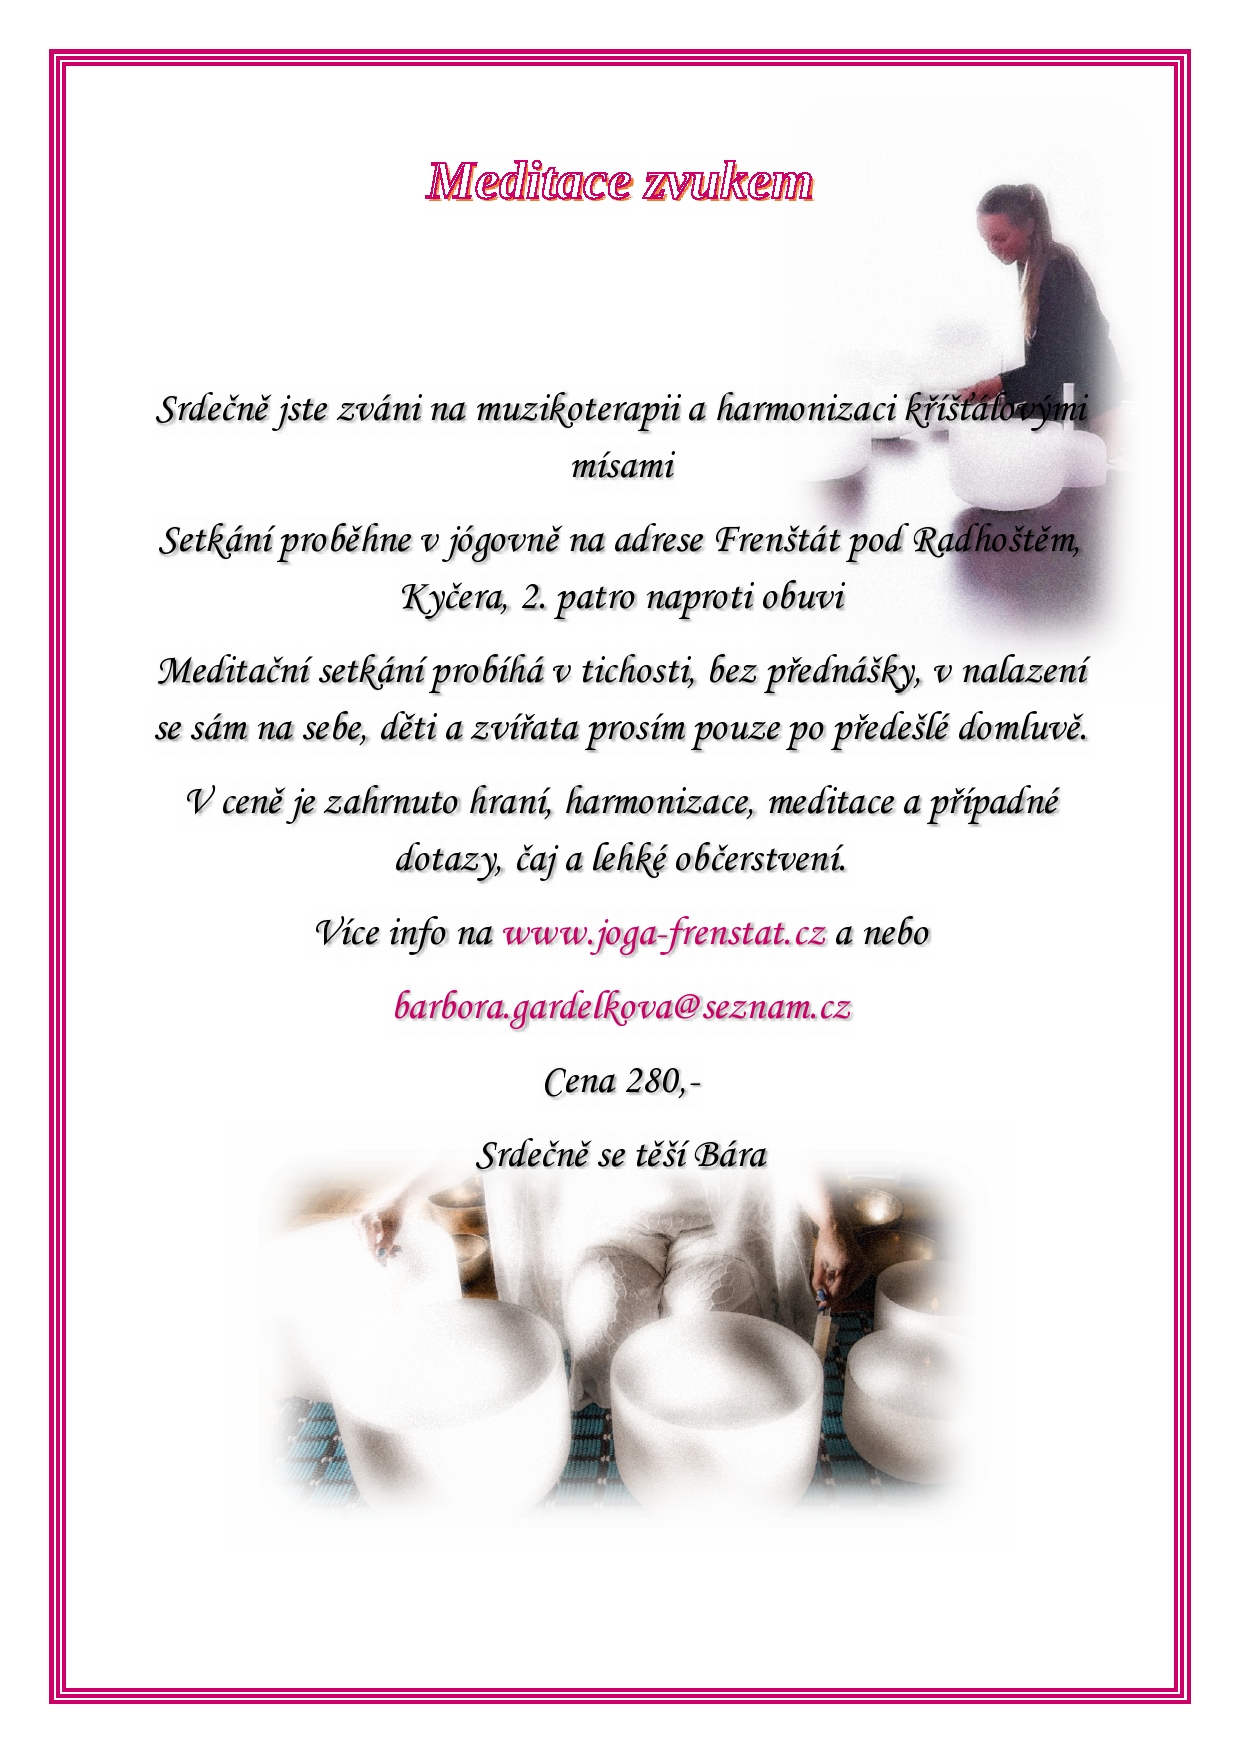 Meditace zvukem
Srdečně jste zváni na muzikoterapii a harmonizaci kříšťálovými
mísami
Setkání proběhne v jógovně na adrese Frenštát pod Radhoštěm,
Kyčera, 2. patro naproti obuvi
Meditační setkání probíhá v tichosti, bez přednášky, v nalazení
se sám na sebe, děti a zvířata prosím pouze po předešlé domluvě.
V ceně je zahrnuto hraní, harmonizace, meditace a případné
dotazy, čaj a lehké občerstvení.
Více info na www.joga-frenstat.cz a nebo
barbora.gardelkova@seznam.cz
Cena 280,-
Srdečně se těší Bára